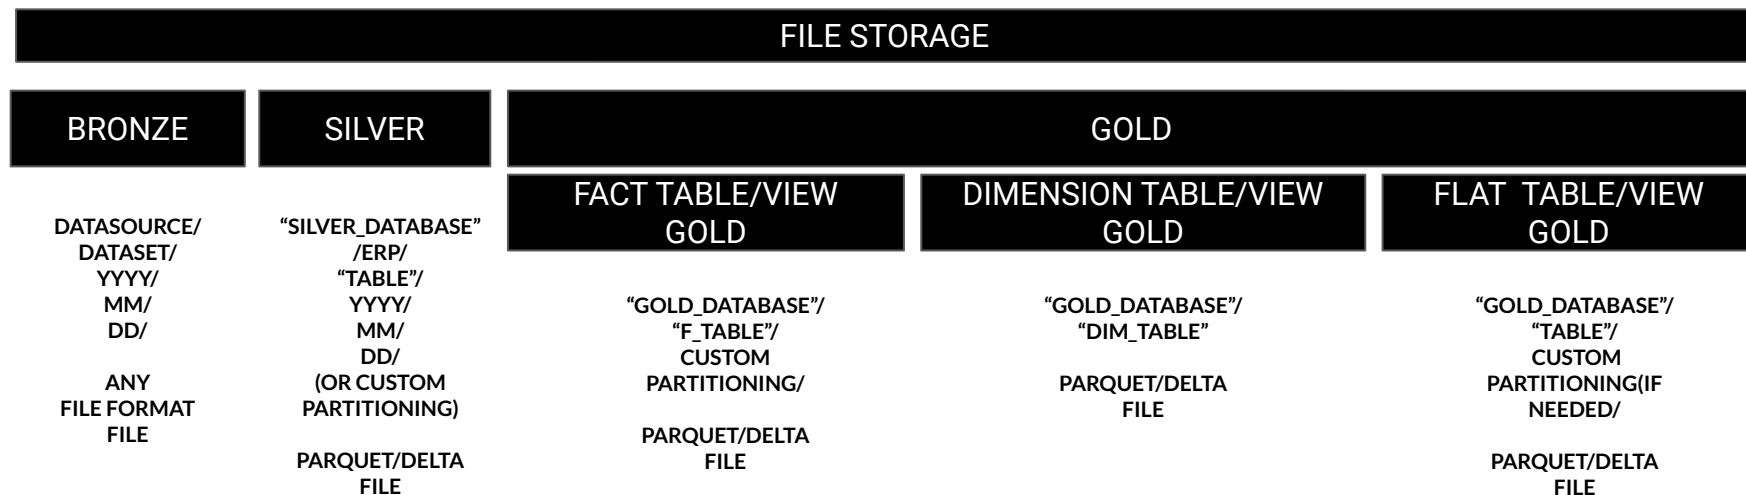 FILE STORAGE
BRONZE
SILVER
GOLD
FACT TABLE/VIEW
GOLD
DIMENSION TABLE/VIEW
GOLD
FLAT TABLE/VIEW
GOLD
DATASOURCE/
DATASET/
YYYY/
MM/
DD/
ANY
FILE FORMAT
FILE
“SILVER_DATABASE”
/ERP/
“TABLE”/
YYYY/
MM/
DD/
(OR CUSTOM
PARTITIONING)
PARQUET/DELTA
FILE
“GOLD_DATABASE”/
“F_TABLE”/
CUSTOM
PARTITIONING/
PARQUET/DELTA
FILE
“GOLD_DATABASE”/
“DIM_TABLE”
PARQUET/DELTA
FILE
“GOLD_DATABASE”/
“TABLE”/
CUSTOM
PARTITIONING(IF
NEEDED/
PARQUET/DELTA
FILE